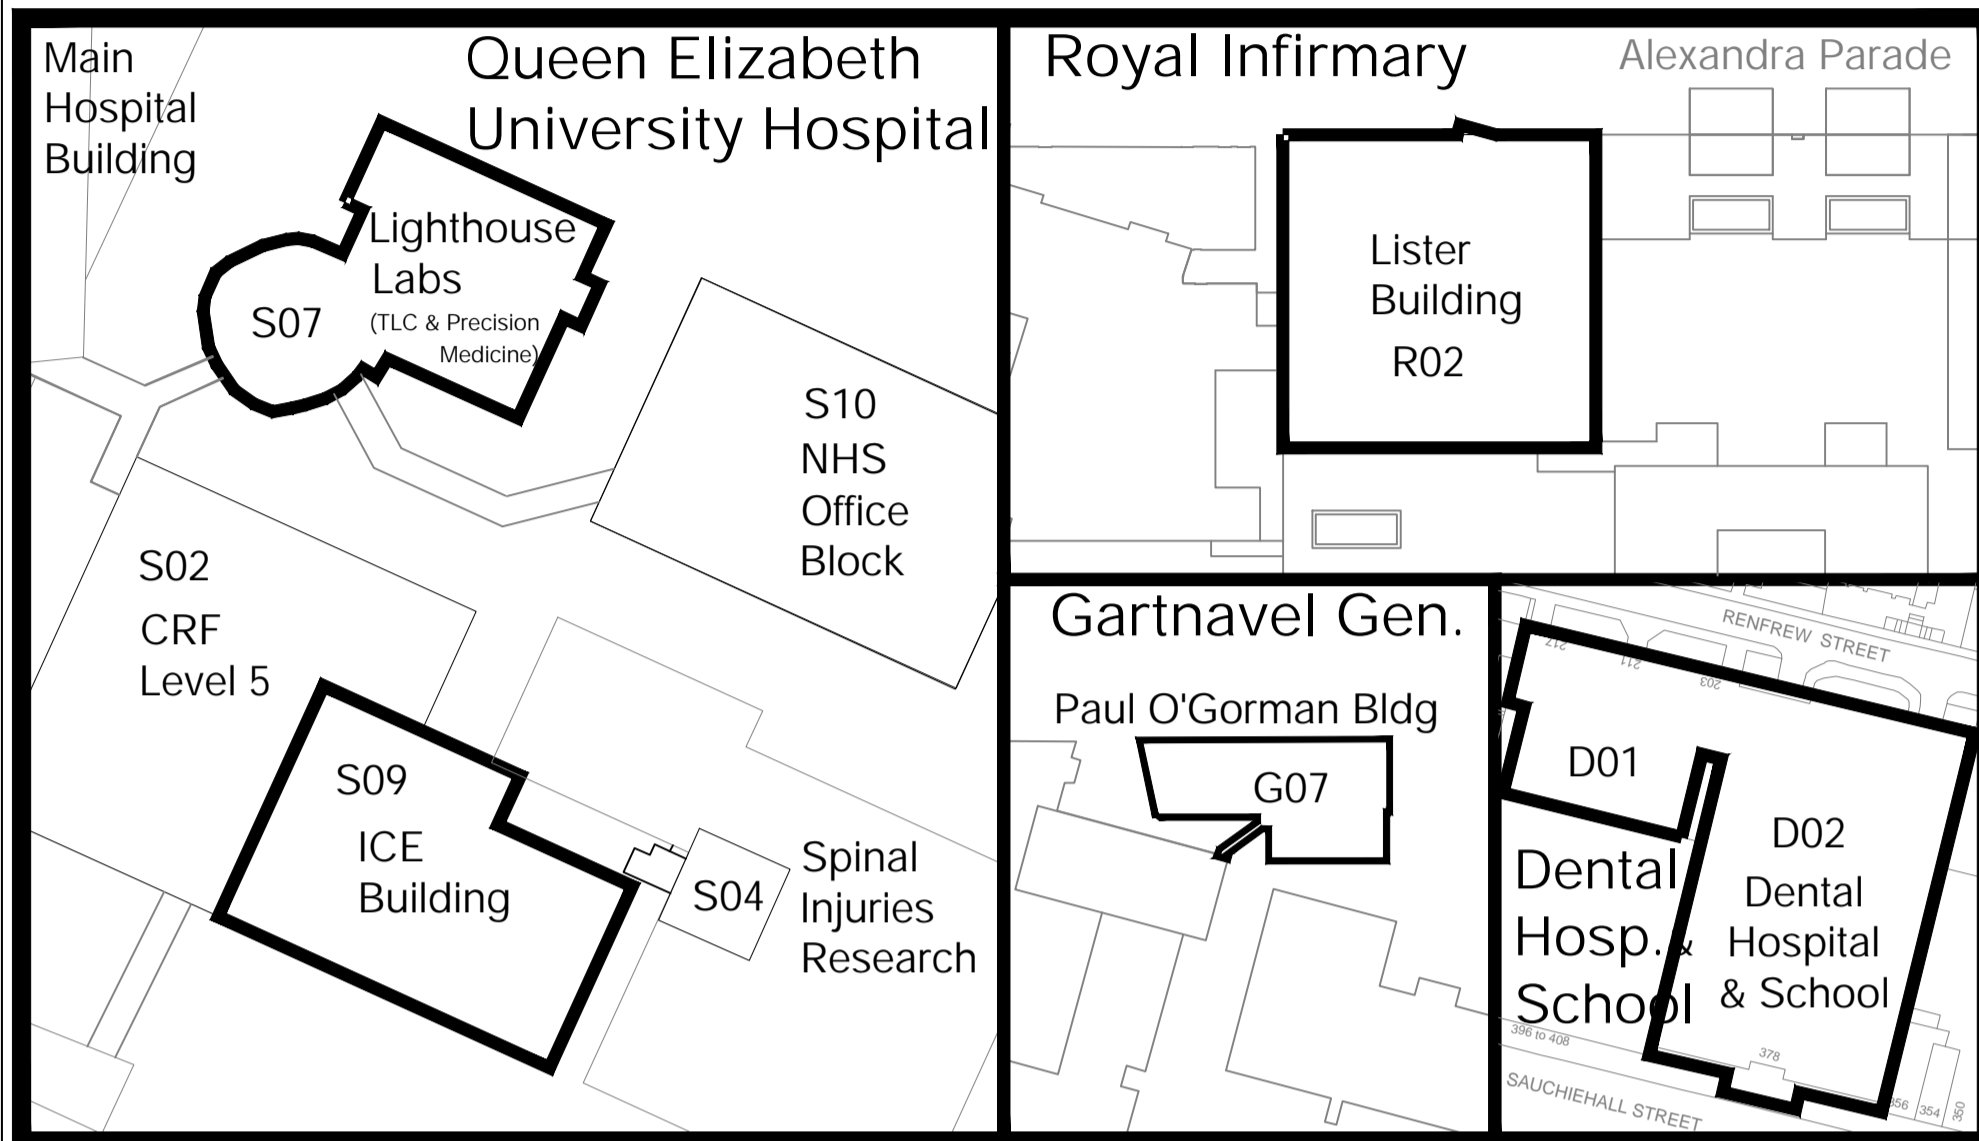 Main
Hospital
Building
Queen Elizabeth
University Hospital
Lighthouse
Labs
(TLC & Precision
Medicine)
S07
S10
NHS
Office
Block
S02
CRF
Level 5
S09
ICE
Building
S04
Spinal
Injuries
Research
Royal Infirmary
Alexandra Parade
Lister
Building
R02
Gartnavel Gen.
Paul O'Gorman Bldg
G07
RENFREW STREET
217
211
203
D01
D02
Dental
Hospital
& School
Dental
Hosp. &
School
396 to 408
378
SAUCHIEHALL STREET
356
354
350